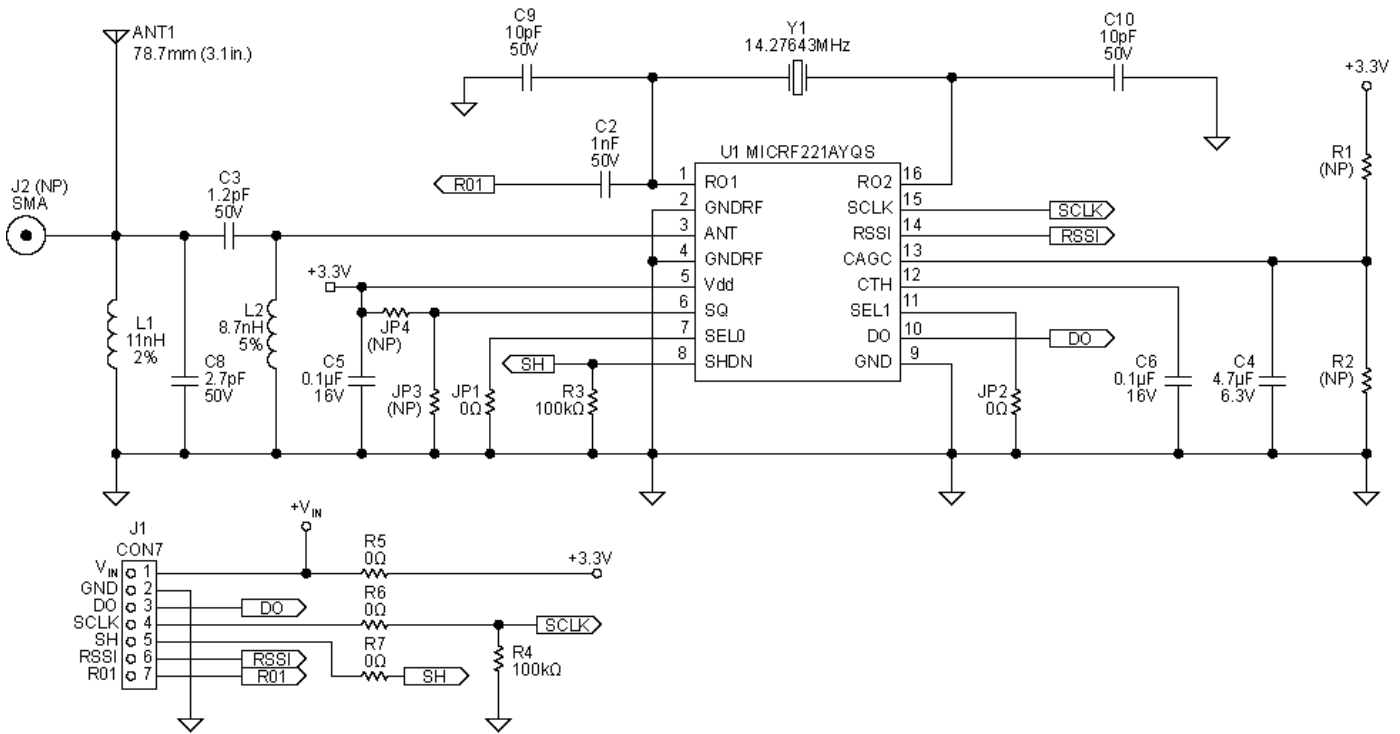 ANT1
78.7mm (3.1in.)
C9
10pF
50V
Y1
14.27643MHz
C10
10pF
50V
+3.3V
C2
1nF
50V
R01
U1 MICRF221AYQS
R1
(NP)
J2 (NP)
SMA
C3
1.2pF
50V
1
RO1
RO2
16
2
GNDRF
SCLK
15
SCLK
3
ANT
RSSI
14
RSSI
4
GNDRF
CAGC
13
5
Vdd
CTH
12
6
SQ
SEL1
11
7
SEL0
DO
10
DO
8
SHDN
GND
9
+3.3V
L1
11nH
2%
L2
8.7nH
5%
C8
2.7pF
50V
JP4
(NP)
C5
0.1µF
16V
JP3
(NP)
JP1
0Ω
SH
R3
100kΩ
JP2
0Ω
C6
0.1µF
16V
C4
4.7µF
6.3V
R2
(NP)
+VIN
J1
CON7
VIN
1
GND
2
DO
3
SCLK
4
SH
5
RSSI
6
R01
7
R5
0Ω
+3.3V
DO
R6
0Ω
SCLK
R7
0Ω
RSSI
R01
SH
R4
100kΩ